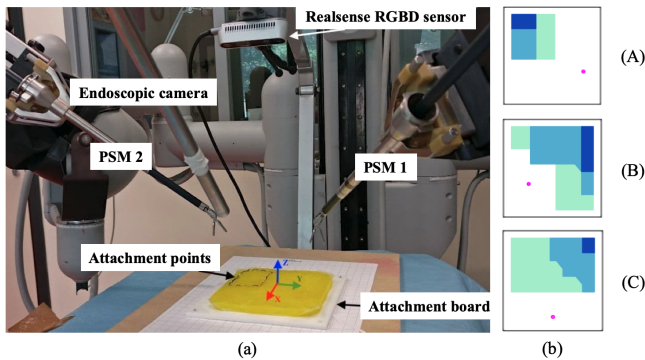 Realsense RGBD sensor
Endoscopic camera
PSM 2
PSM 1
Attachment points
Attachment board
Z
Y
X
(A)
(B)
(C)
(a)
(b)